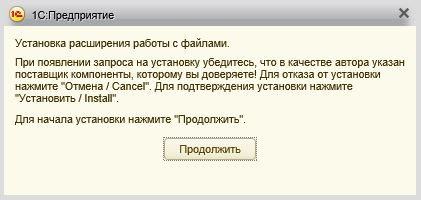 1С:Предприятие
Установка расширения работы с файлами.
При появлении запроса на установку убедитесь, что в качестве автора указан
поставщик компоненты, которому вы доверяете! Для отказа от установки
нажмите "Отмена / Cancel". Для подтверждения установки нажмите
"Установить / Install".
Для начала установки нажмите "Продолжить".
Продолжить